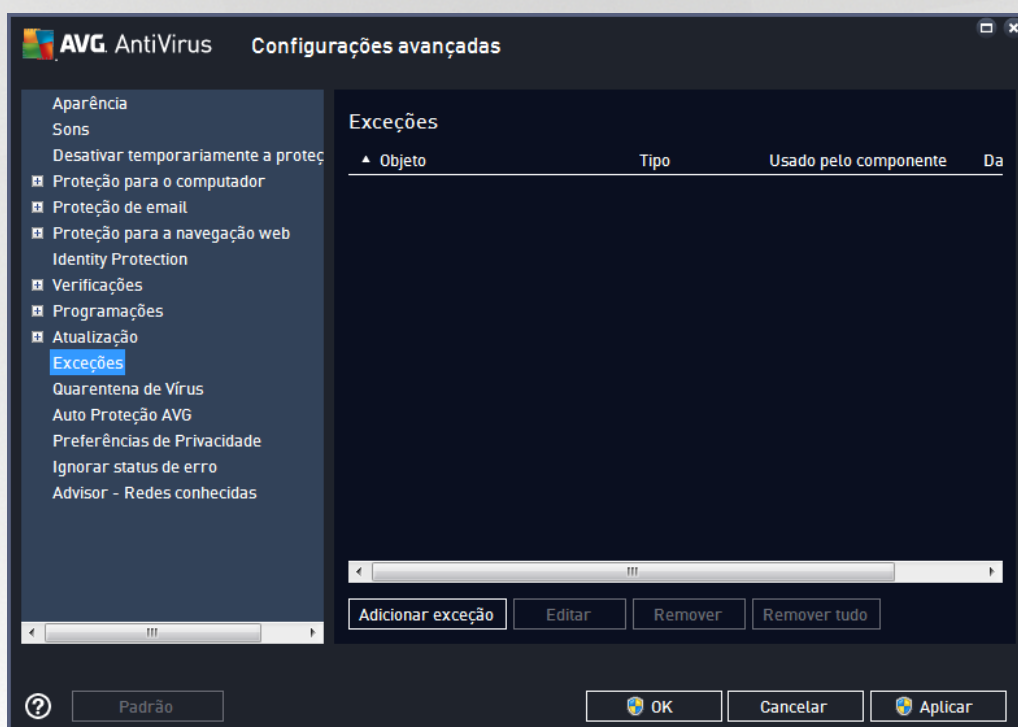 AVG. AntiVirus Configurações avançadas
Aparência
Sons
Desativar temporariamente a proteç
Proteção para o computador
Proteção de email
Proteção para a navegação web
Identity Protection
Verificações
Programações
Atualização
Exceções
Quarentena de Vírus
Auto Proteção AVG
Preferências de Privacidade
Ignorar status de erro
Advisor - Redes conhecidas
Exceções
Objeto Tipo Usado pelo componente Da
Adicionar exceção Editar Remover Remover tudo
? Padrão OK Cancelar Aplicar